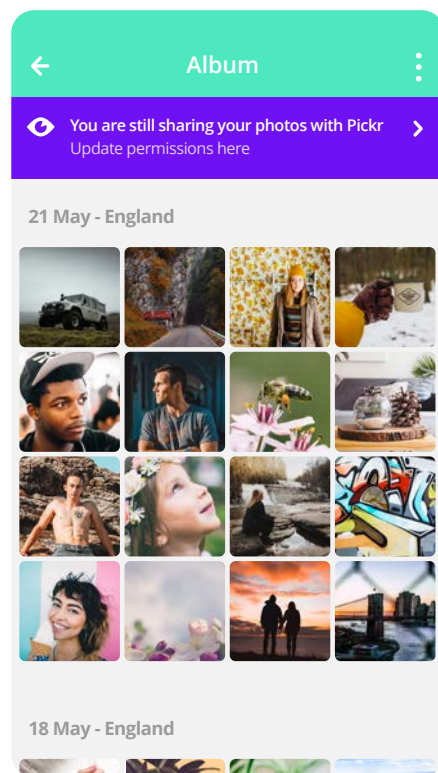 Album
You are still sharing your photos with Pickr
Update permissions here
21 May - England
18 May - England